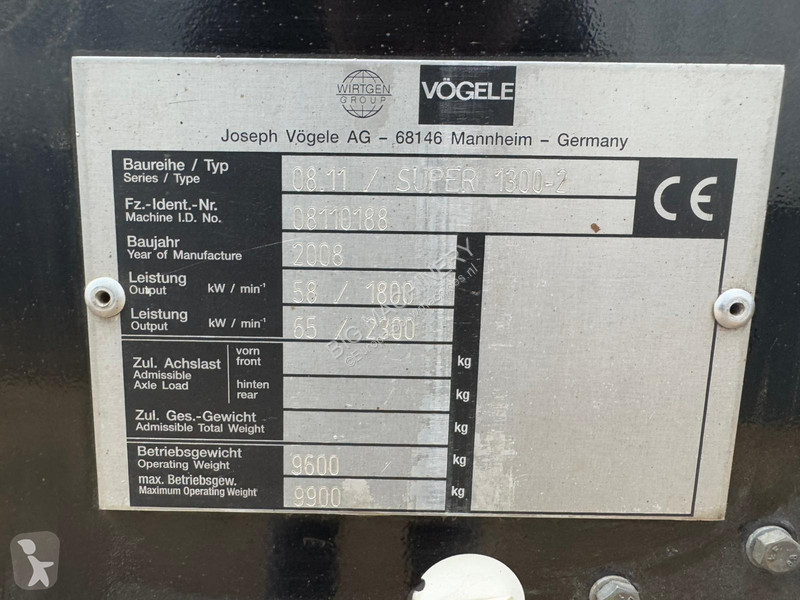 WIRTGEN
GROUP
VÖGELE
Joseph Vögele AG – 68146 Mannheim – Germany
Baureihe / Typ
Series / Type
08.11 / SUPER 1300-2
Fz.-Ident.-Nr.
Machine I.D. No.
08110188
CE
Baujahr
Year of Manufacture
2008
Leistung
Output
kW / min⁻¹
58 / 1800
Leistung
Output
kW / min⁻¹
65 / 2300
Zul. Achslast
Admissible
Axle Load
vorn
front
kg
hinten
rear
kg
Zul. Ges.-Gewicht
Admissible Total Weight
kg
Betriebsgewicht
Operating Weight
9600
kg
max. Betriebsgew.
Maximum Operating Weight
9900
kg
BIG MACHINERY